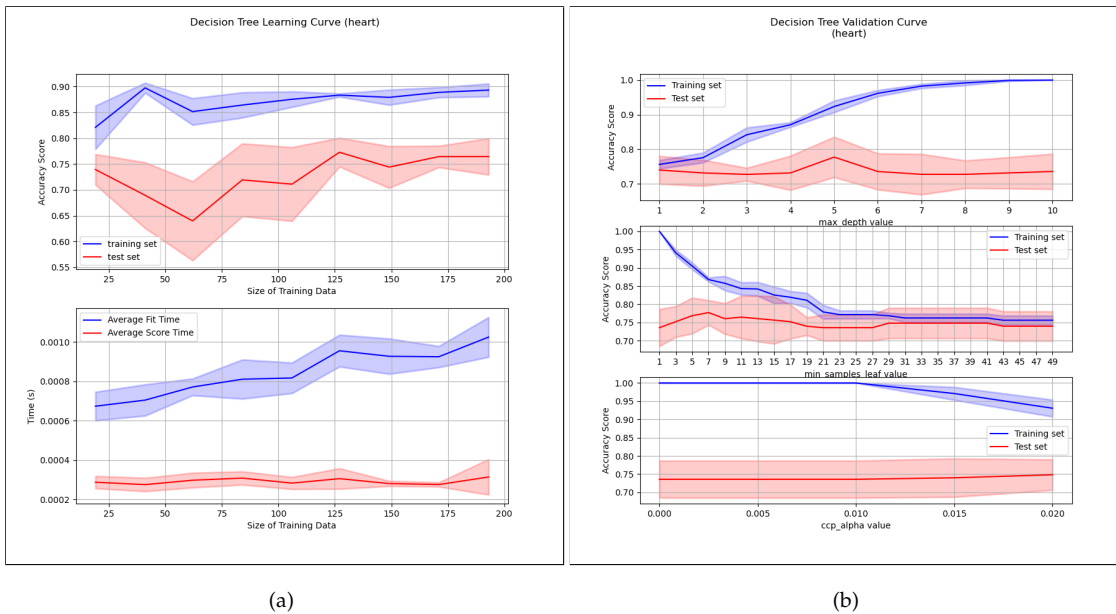 Decision Tree Learning Curve (heart)
0.90
0.85
0.80
0.75
0.70
0.65
0.60
0.55
Accuracy Score
training set
test set
25 50 75 100 125 150 175 200
Size of Training Data
Average Fit Time
Average Score Time
0.0010
0.0008
0.0006
0.0004
0.0002
Time (s)
25 50 75 100 125 150 175 200
Size of Training Data
(a)
Decision Tree Validation Curve
(heart)
Training set
Test set
1.0
0.9
0.8
0.7
Accuracy Score
1 2 3 4 5 6 7 8 9 10
max_depth value
Training set
Test set
1.00
0.95
0.90
0.85
0.80
0.75
0.70
Accuracy Score
1 3 5 7 9 11 13 15 17 19 21 23 25 27 29 31 33 35 37 39 41 43 45 47 49
min_samples_leaf value
1.00
0.95
0.90
0.85
0.80
0.75
0.70
Accuracy Score
Training set
Test set
0.000 0.005 0.010 0.015 0.020
ccp_alpha value
(b)